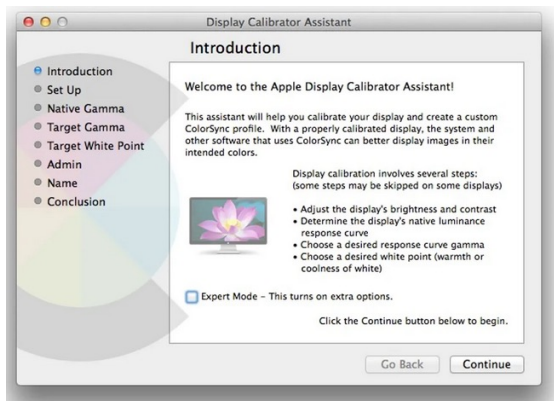 Display Calibrator Assistant
Introduction
Introduction
Set Up
Native Gamma
Target Gamma
Target White Point
Admin
Name
Conclusion
Welcome to the Apple Display Calibrator Assistant!
This assistant will help you calibrate your display and create a custom
ColorSync profile. With a properly calibrated display, the system and
other software that uses ColorSync can better display images in their
intended colors.
Display calibration involves several steps:
(some steps may be skipped on some displays)
• Adjust the display's brightness and contrast
• Determine the display's native luminance
response curve
• Choose a desired response curve gamma
• Choose a desired white point (warmth or
coolness of white)
Expert Mode – This turns on extra options.
Click the Continue button below to begin.
Go Back
Continue